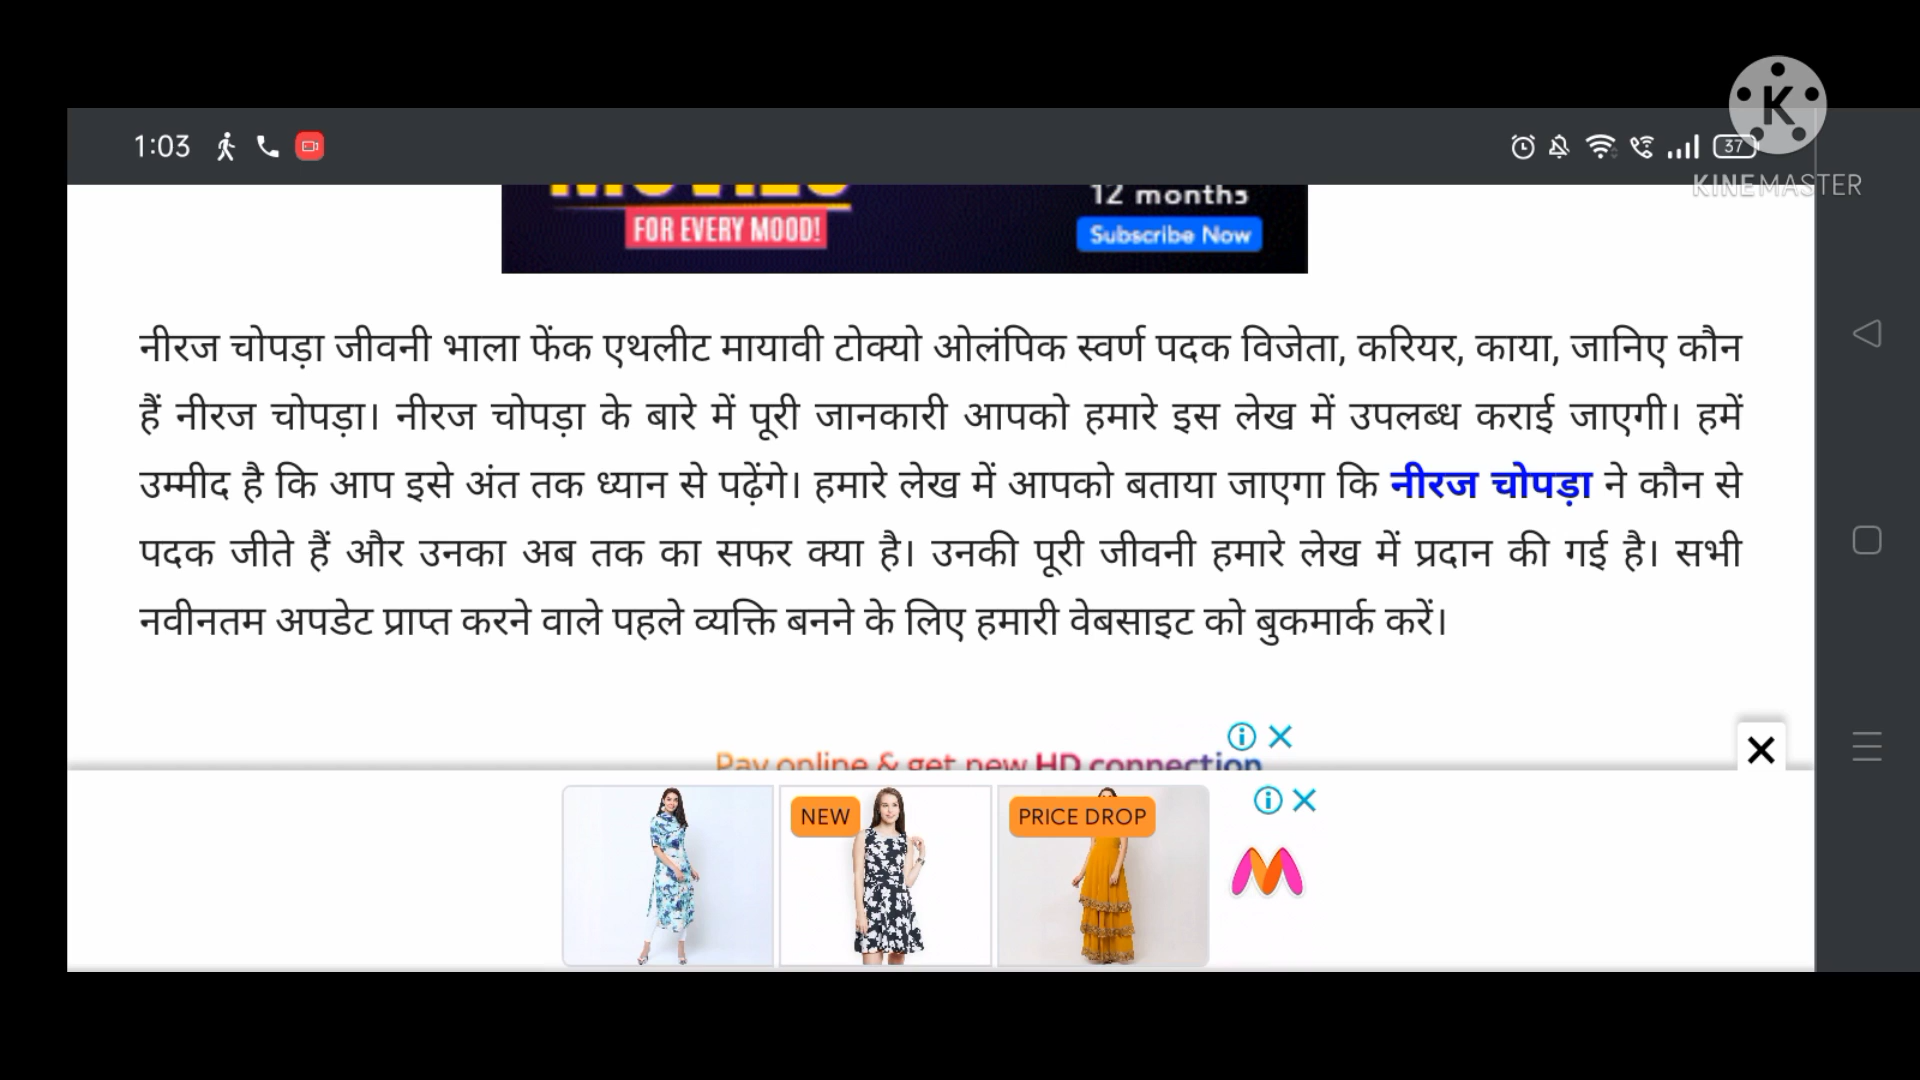 1:03
37
K
KINEMASTER
12 months
FOR EVERY MOOD!
Subscribe Now
नीरज चोपड़ा जीवनी भाला फेंक एथलीट मायावी टोक्यो ओलंपिक स्वर्ण पदक विजेता, करियर, काया, जानिए कौन
हैं नीरज चोपड़ा। नीरज चोपड़ा के बारे में पूरी जानकारी आपको हमारे इस लेख में उपलब्ध कराई जाएगी। हमें
उम्मीद है कि आप इसे अंत तक ध्यान से पढ़ेंगे। हमारे लेख में आपको बताया जाएगा कि नीरज चोपड़ा ने कौन से
पदक जीते हैं और उनका अब तक का सफर क्या है। उनकी पूरी जीवनी हमारे लेख में प्रदान की गई है। सभी
नवीनतम अपडेट प्राप्त करने वाले पहले व्यक्ति बनने के लिए हमारी वेबसाइट को बुकमार्क करें।
Pay online & get new HD connection
NEW
PRICE DROP